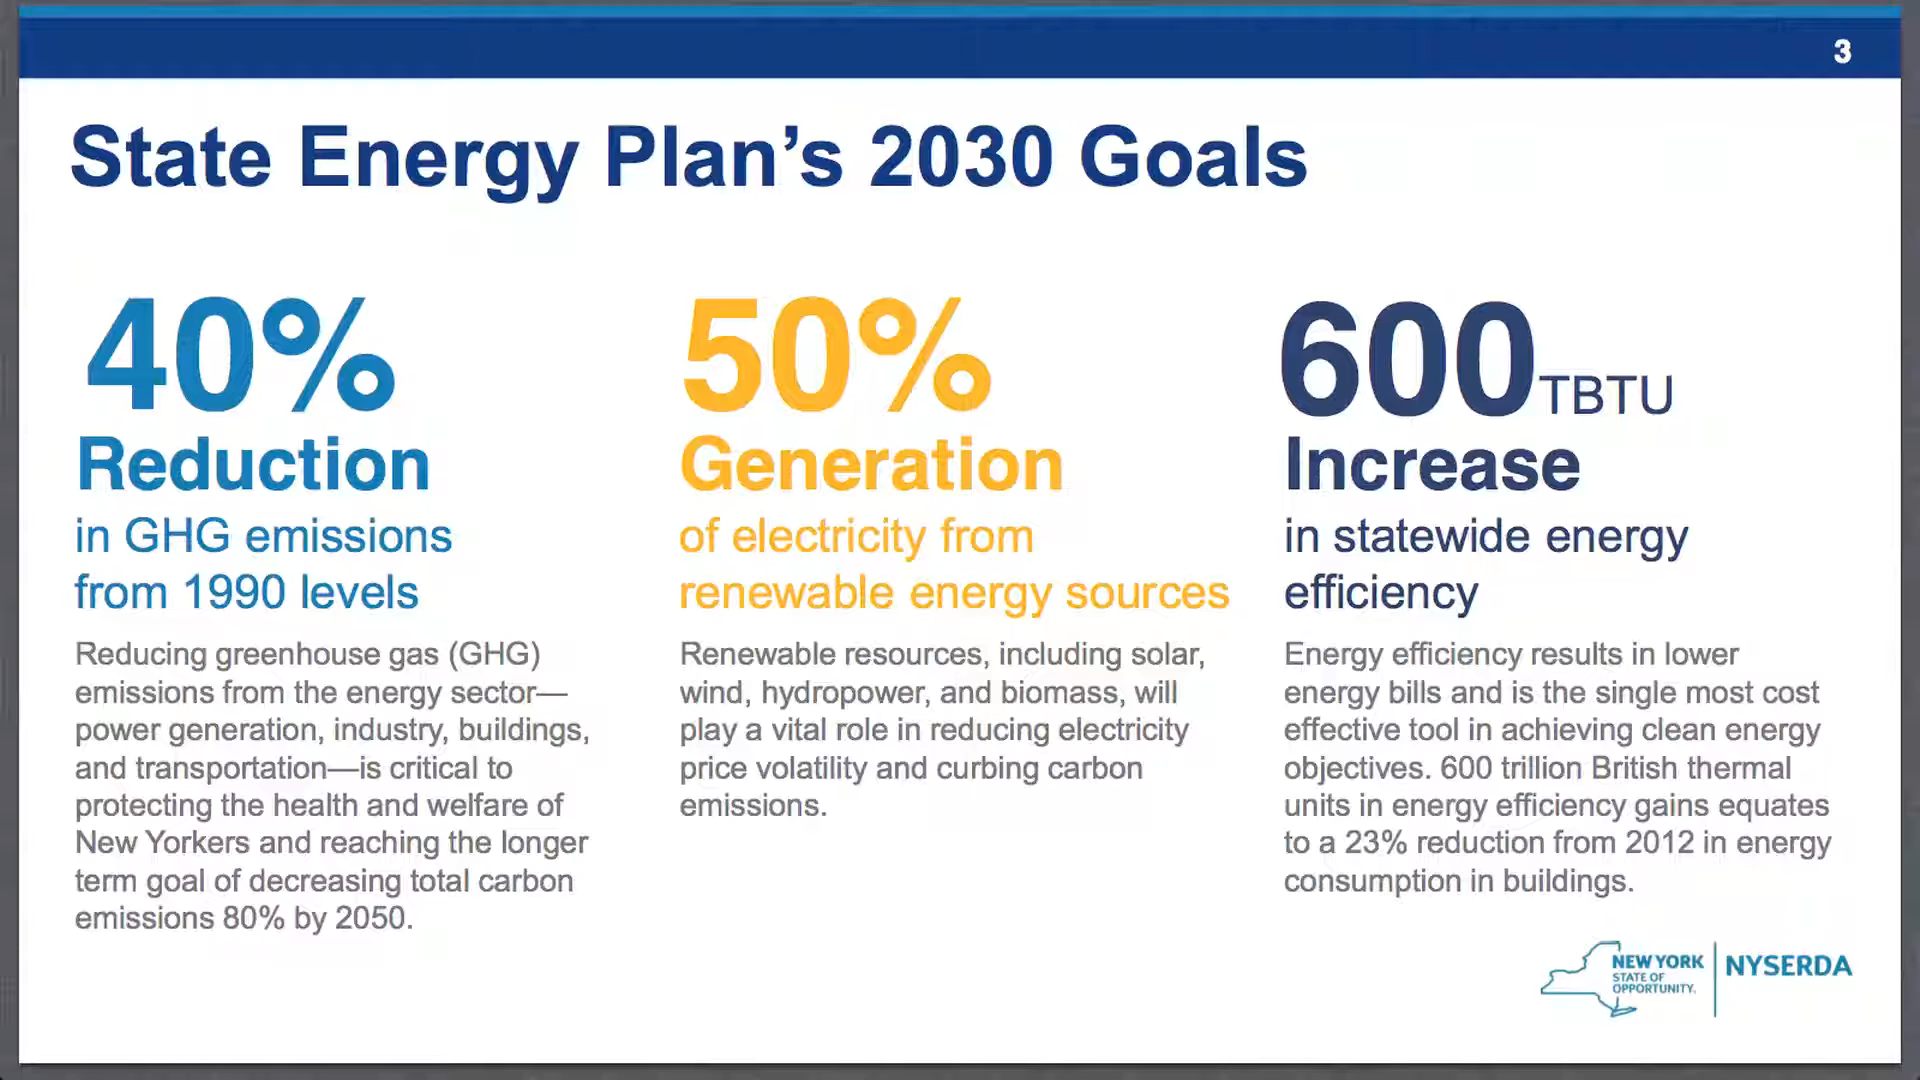 3
State Energy Plan’s 2030 Goals
40%
Reduction
in GHG emissions
from 1990 levels
Reducing greenhouse gas (GHG)
emissions from the energy sector—
power generation, industry, buildings,
and transportation—is critical to
protecting the health and welfare of
New Yorkers and reaching the longer
term goal of decreasing total carbon
emissions 80% by 2050.
50%
Generation
of electricity from
renewable energy sources
Renewable resources, including solar,
wind, hydropower, and biomass, will
play a vital role in reducing electricity
price volatility and curbing carbon
emissions.
600 TBTU
Increase
in statewide energy
efficiency
Energy efficiency results in lower
energy bills and is the single most cost
effective tool in achieving clean energy
objectives. 600 trillion British thermal
units in energy efficiency gains equates
to a 23% reduction from 2012 in energy
consumption in buildings.
NEW YORK
STATE OF
OPPORTUNITY.
NYSERDA